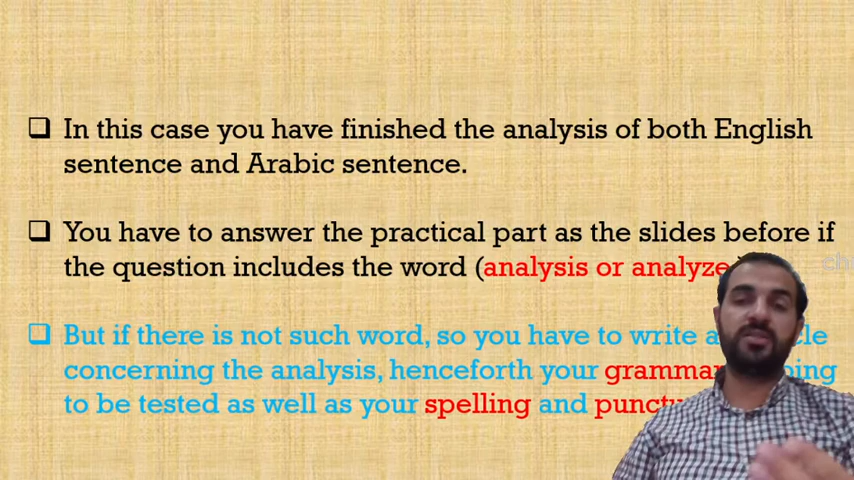 In this case you have finished the analysis of both English
sentence and Arabic sentence.
You have to answer the practical part as the slides before if
the question includes the word (analysis or analyze
But if there is not such word, so you have to write
concerning the analysis, henceforth your
to be tested as well as your spelling and